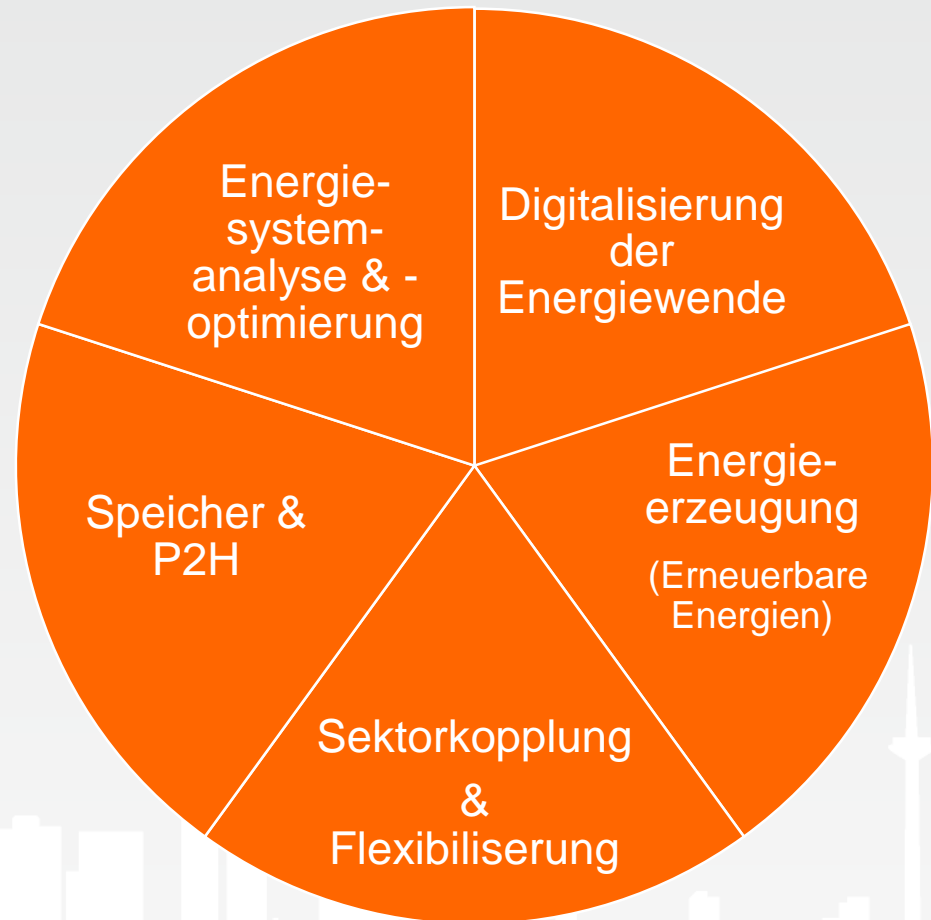 Energie-
system-
analyse & -
optimierung
Digitalisierung
der
Energiewende
Energie-
erzeugung
(Erneuerbare
Energien)
Sektorkopplung
&
Flexibiliserung
Speicher &
P2H